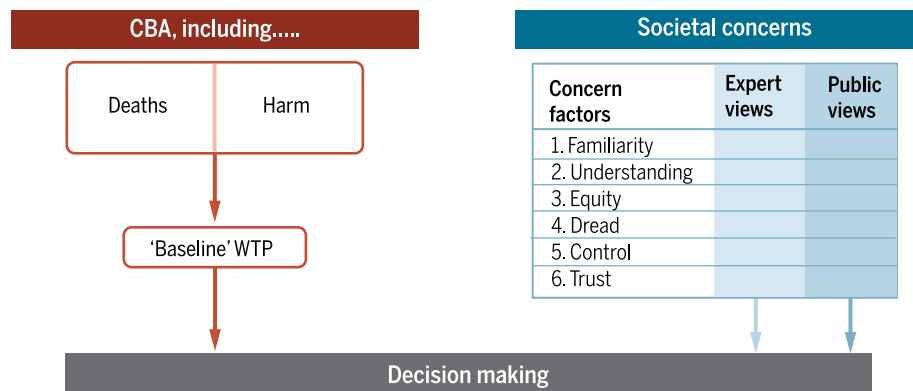 CBA, including.....
Deaths
Harm
‘Baseline’ WTP
Societal concerns
Concern
factors
Expert
views
Public
views
1. Familiarity
2. Understanding
3. Equity
4. Dread
5. Control
6. Trust
Decision making